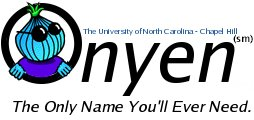 The University of North Carolina - Chapel Hill
Onyen(sm)
The Only Name You'll Ever Need.